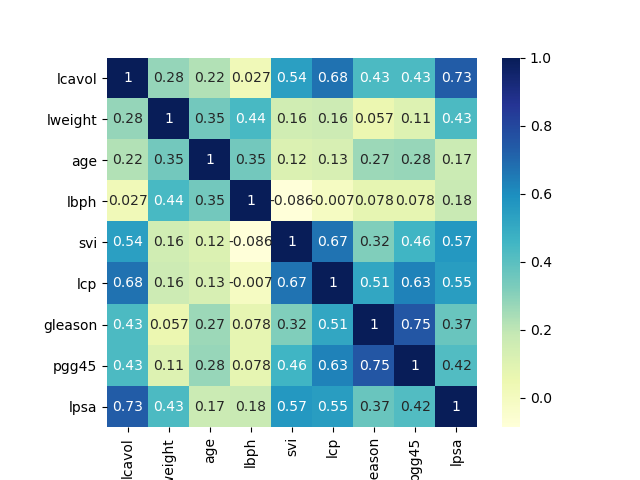 lcavol 1 0.28 0.22 0.027 0.54 0.68 0.43 0.43 0.73
lweight 0.28 1 0.35 0.44 0.16 0.16 0.057 0.11 0.43
age 0.22 0.35 1 0.35 0.12 0.13 0.27 0.28 0.17
lbph 0.027 0.44 0.35 1 -0.086 -0.007 0.078 0.078 0.18
svi 0.54 0.16 0.12 -0.086 1 0.67 0.32 0.46 0.57
lcp 0.68 0.16 0.13 -0.007 0.67 1 0.51 0.63 0.55
gleason 0.43 0.057 0.27 0.078 0.32 0.51 1 0.75 0.37
pgg45 0.43 0.11 0.28 0.078 0.46 0.63 0.75 1 0.42
lpsa 0.73 0.43 0.17 0.18 0.57 0.55 0.37 0.42 1
lcavol
weight
age
lbph
svi
lcp
eason
pgg45
lpsa
1.0
0.8
0.6
0.4
0.2
0.0